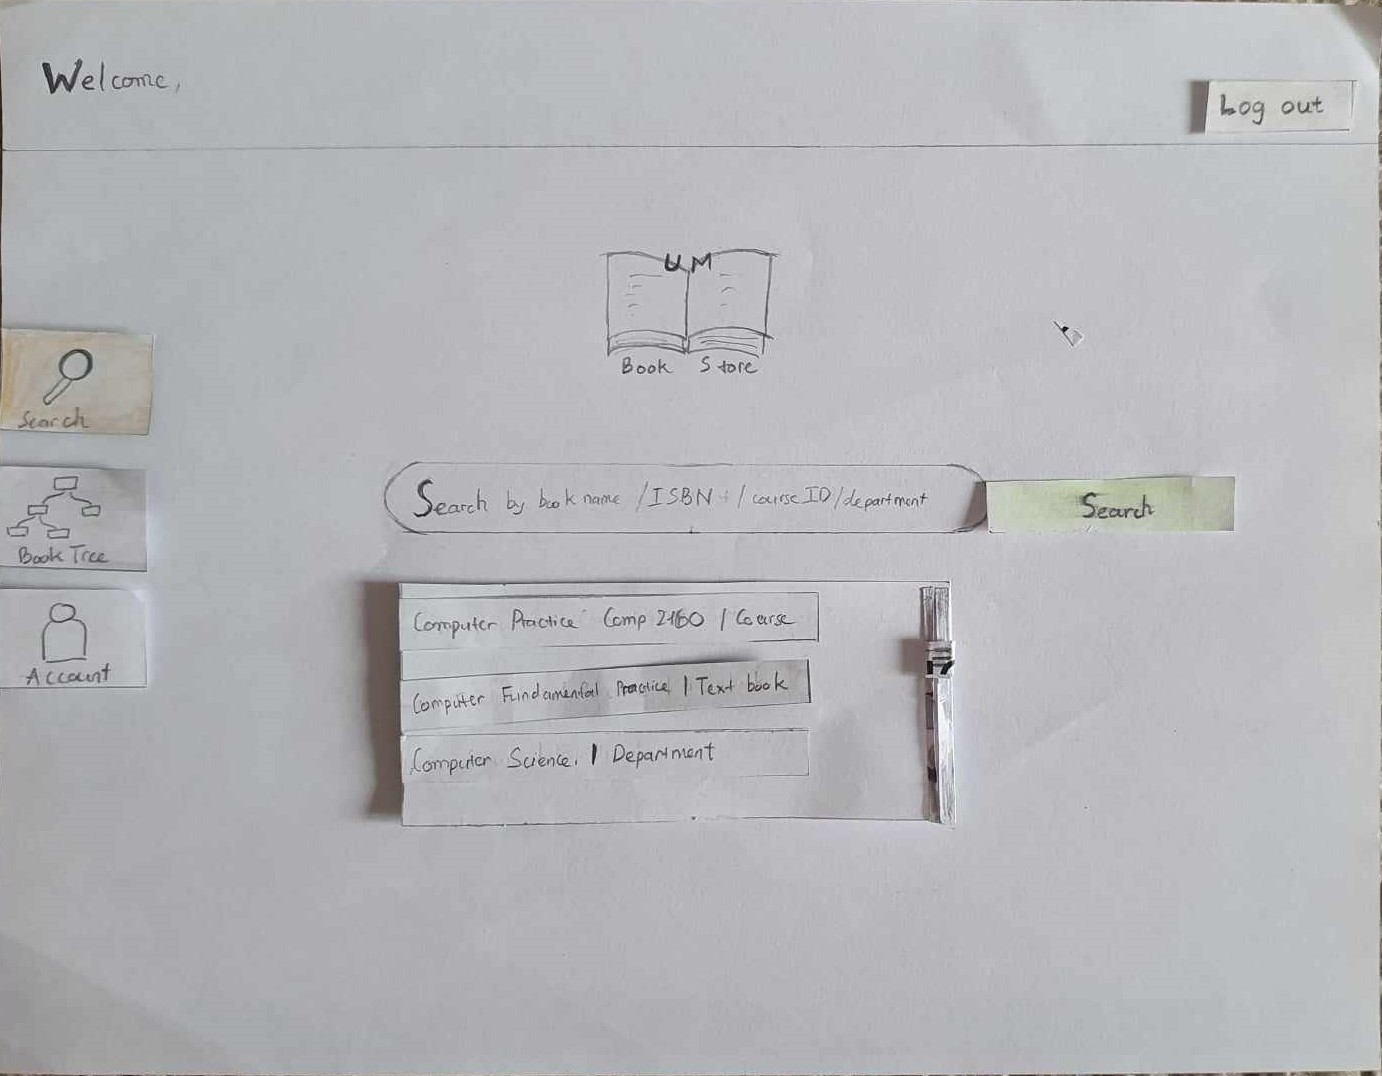 Welcome,
Log out
UM
Book Store
Search
Book Tree
Account
Search by book name / ISBN / course ID / department
Search
Computer Practice Comp 2160 / Course
Computer Fundamental Practice | Text book
Computer Science. | Department